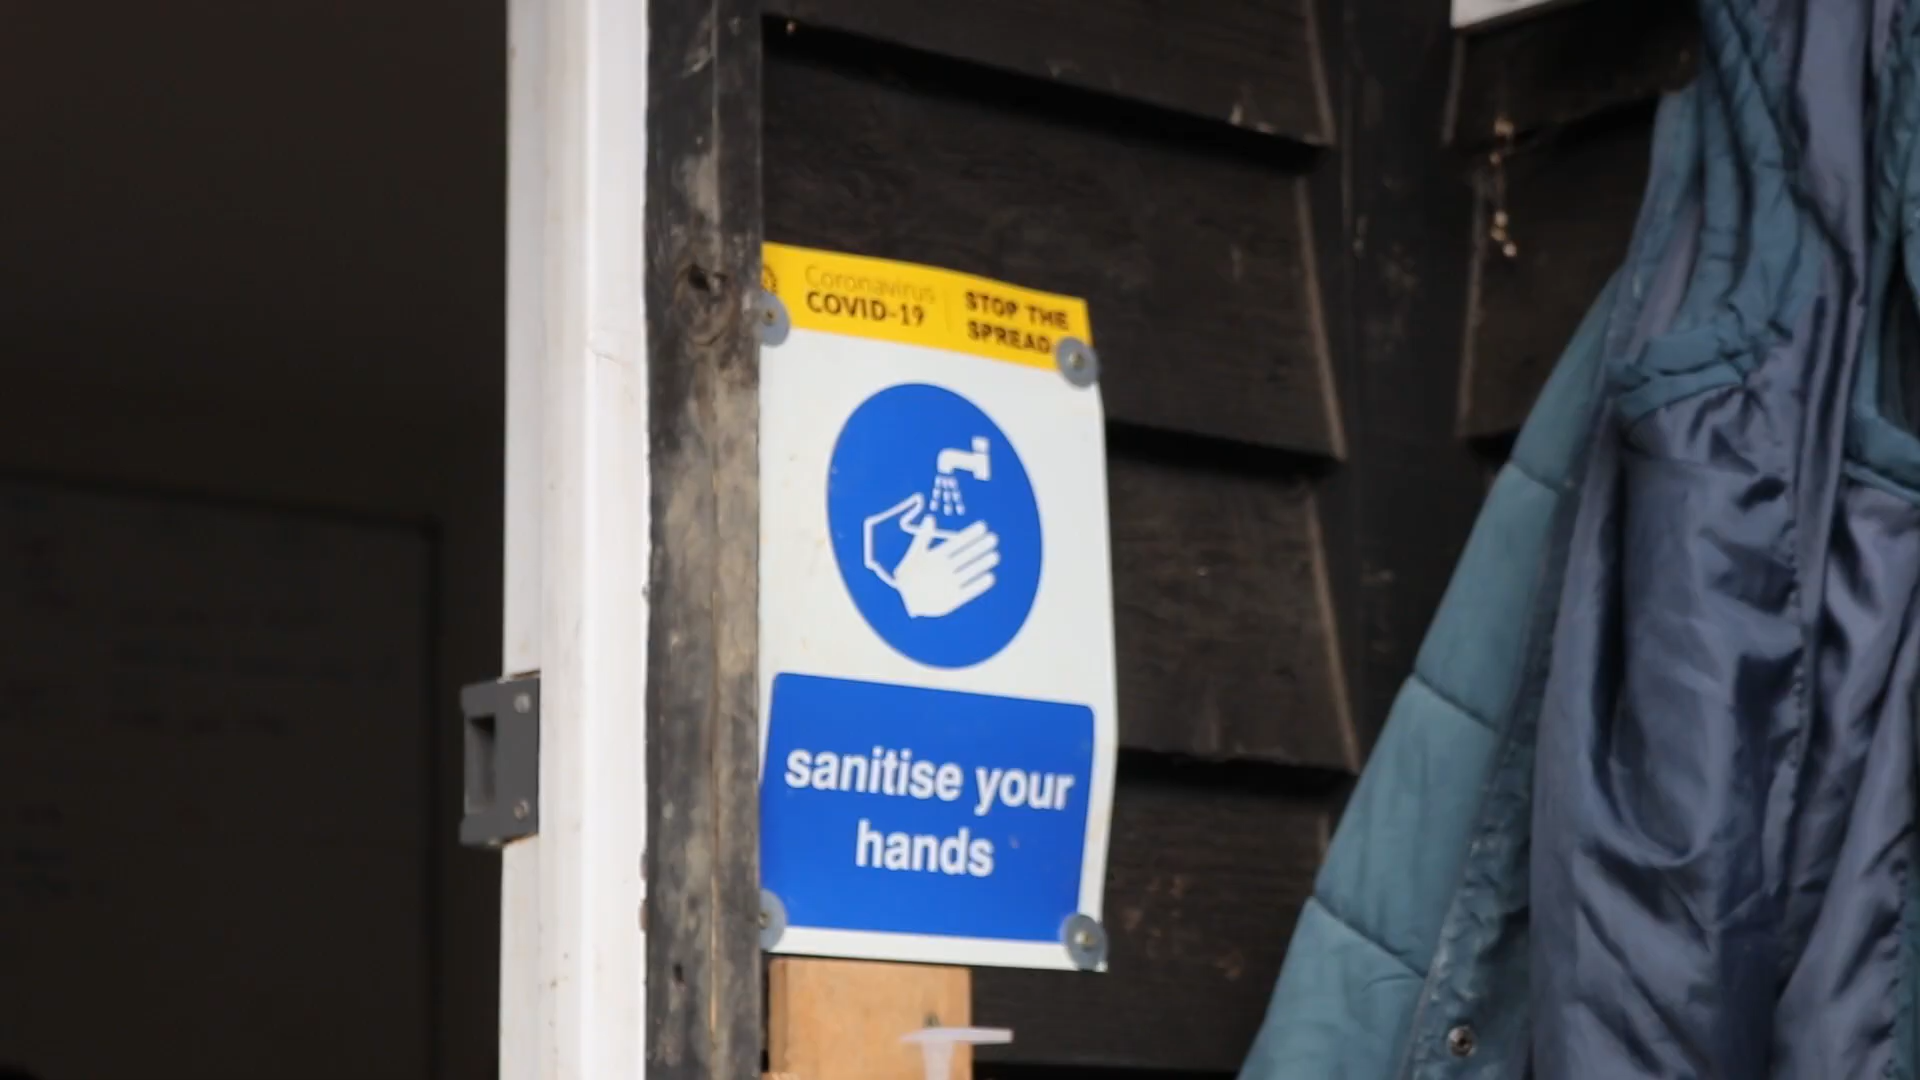 Coronavirus
COVID-19
STOP THE
SPREAD
sanitise your
hands